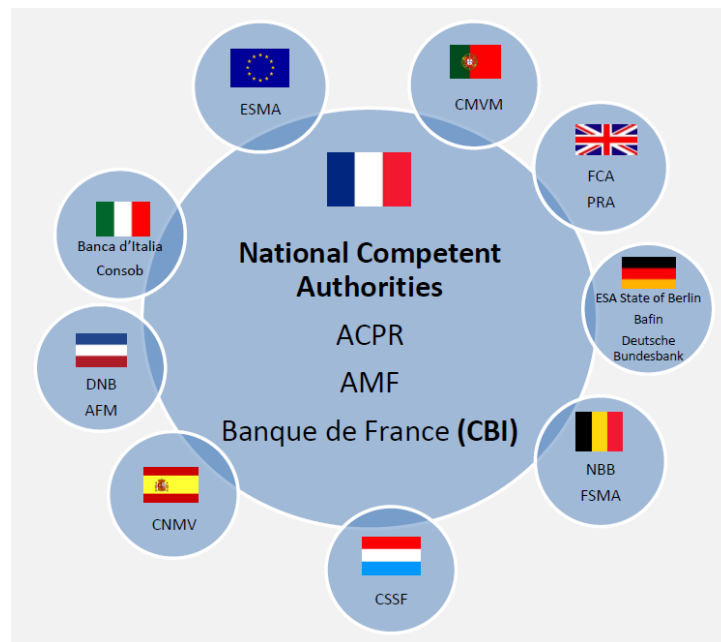 ESMA
CMVM
FCA
PRA
Banca d'Italia
Consob
National Competent
Authorities
ACPR
AMF
Banque de France (CBI)
ESA State of Berlin
Bafin
Deutsche
Bundesbank
DNB
AFM
NBB
FSMA
CNMV
CSSF